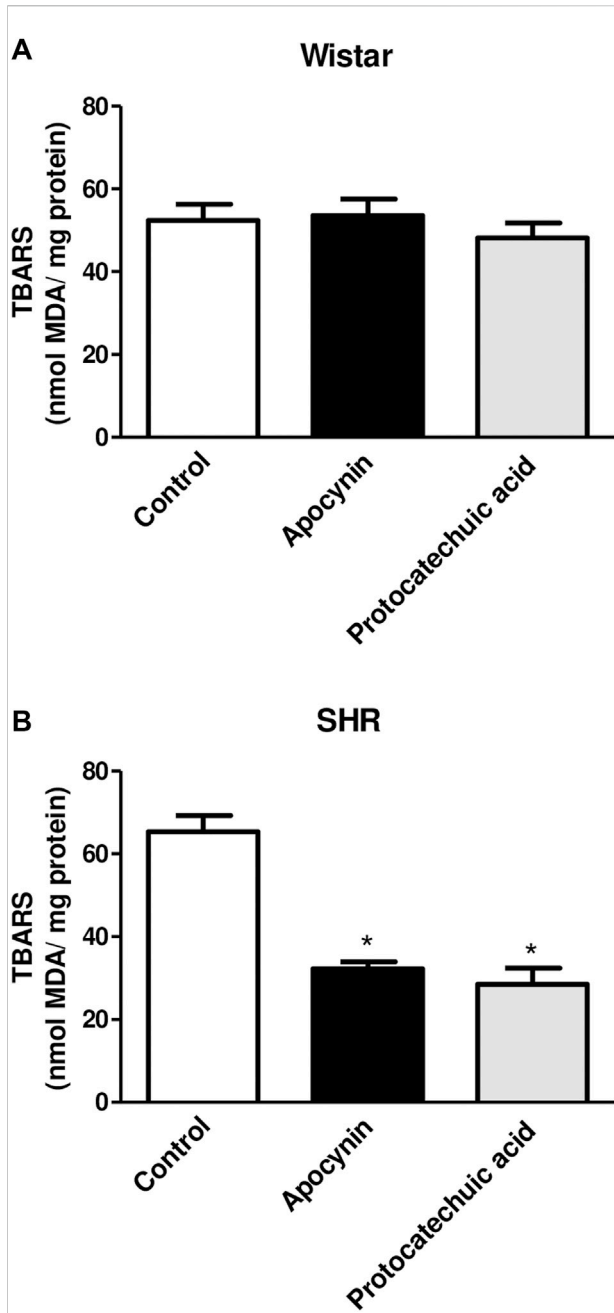 A
Wistar
TBARS
(nmol MDA/ mg protein)
80
60
40
20
0
Control
Apocynin
Protocatechuic acid
B
SHR
TBARS
(nmol MDA/ mg protein)
80
60
40
20
0
*
*
Control
Apocynin
Protocatechuic acid